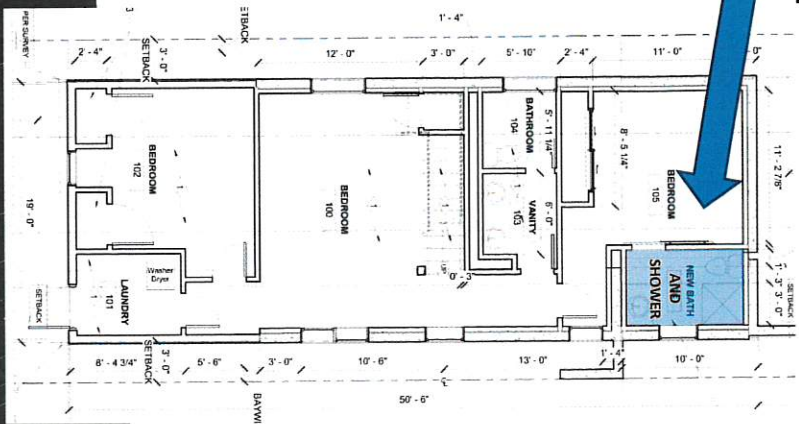 PER SURVEY
SETBACK
3' - 0"
ETBACK
1' - 4"
2' - 4"
12' - 0"
3' - 0"
5' - 10"
2' - 4"
11' - 0"
BEDROOM
102
BEDROOM
100
BATHROOM
104
5' - 11 1/4"
VANITY
103
6' - 0"
8' - 5 1/4"
BEDROOM
105
11' - 2 7/8"
1' - 3"
3' - 0"
SETBACK
NEW BATH
AND
SHOWER
19' - 0"
LAUNDRY
101
Washer
Dryer
SETBACK
8' - 4 3/4"
SETBACK
3' - 0"
5' - 6"
3' - 0"
10' - 6"
13' - 0"
1' - 4"
10' - 0"
50' - 6"